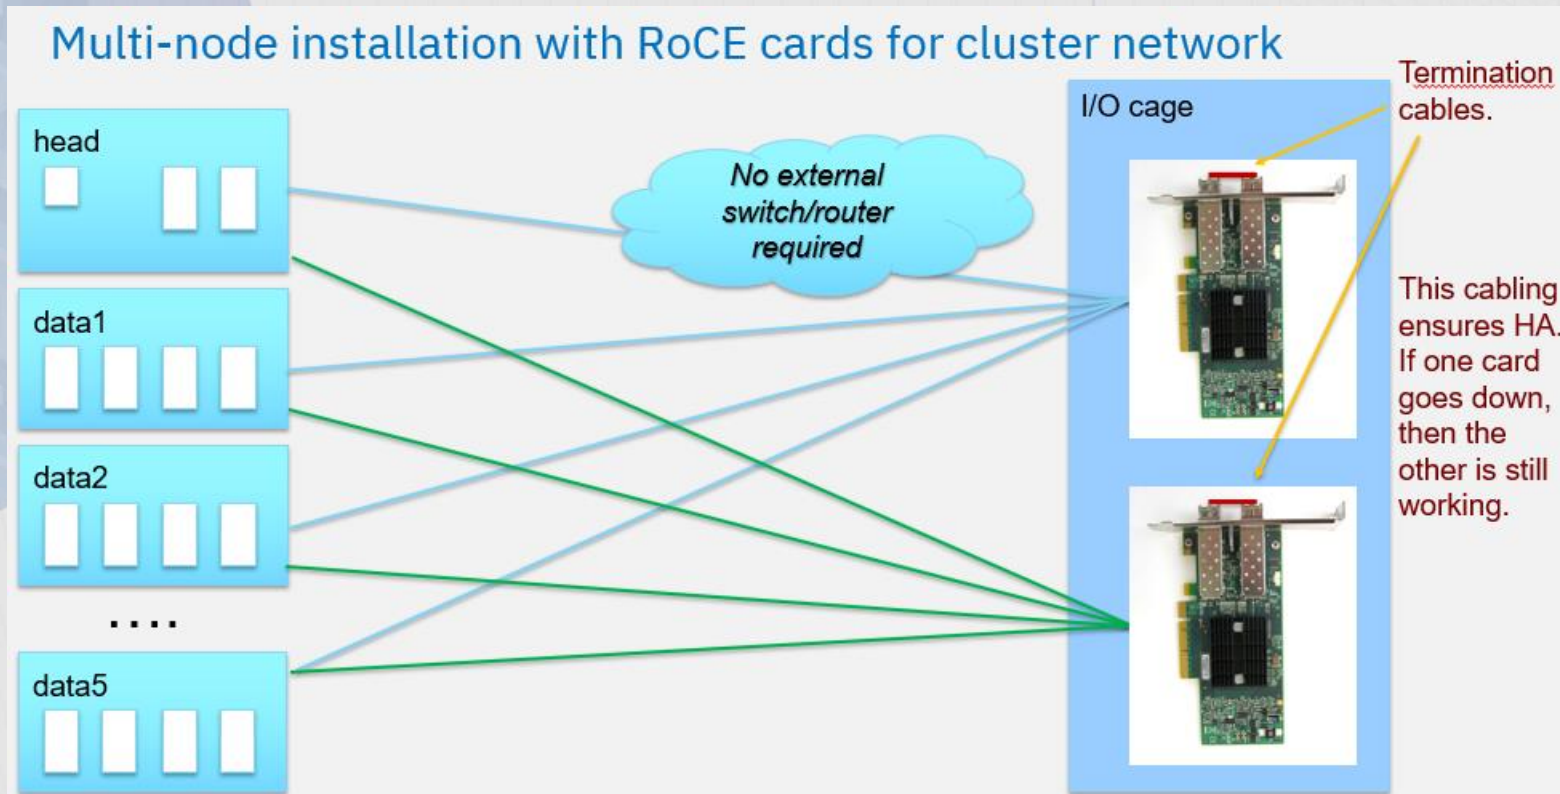 Multi-node installation with RoCE cards for cluster network
head
data1
data2
....
data5
No external
switch/router
required
I/O cage
Termination
cables.
This cabling
ensures HA.
If one card
goes down,
then the
other is still
working.